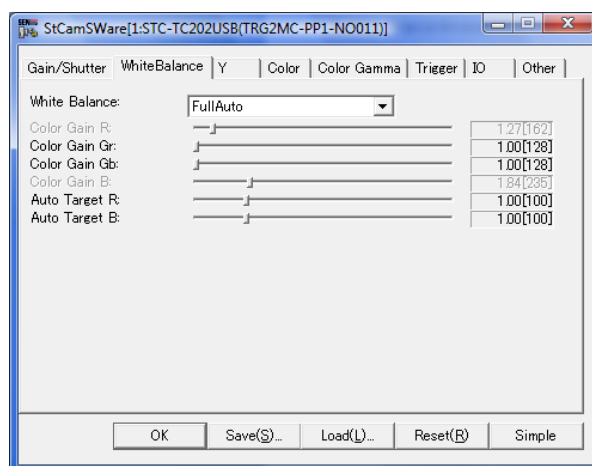 StCamSWare[1:STC-TC202USB(TRG2MC-PP1-NO011)]
Gain/Shutter WhiteBalance Y Color Color Gamma Trigger IO Other
White Balance: FullAuto
Color Gain R: 1.27[162]
Color Gain Gr: 1.00[128]
Color Gain Gb: 1.00[128]
Color Gain B: 1.84[235]
Auto Target R: 1.00[100]
Auto Target B: 1.00[100]
OK Save(S)... Load(L)... Reset(R) Simple